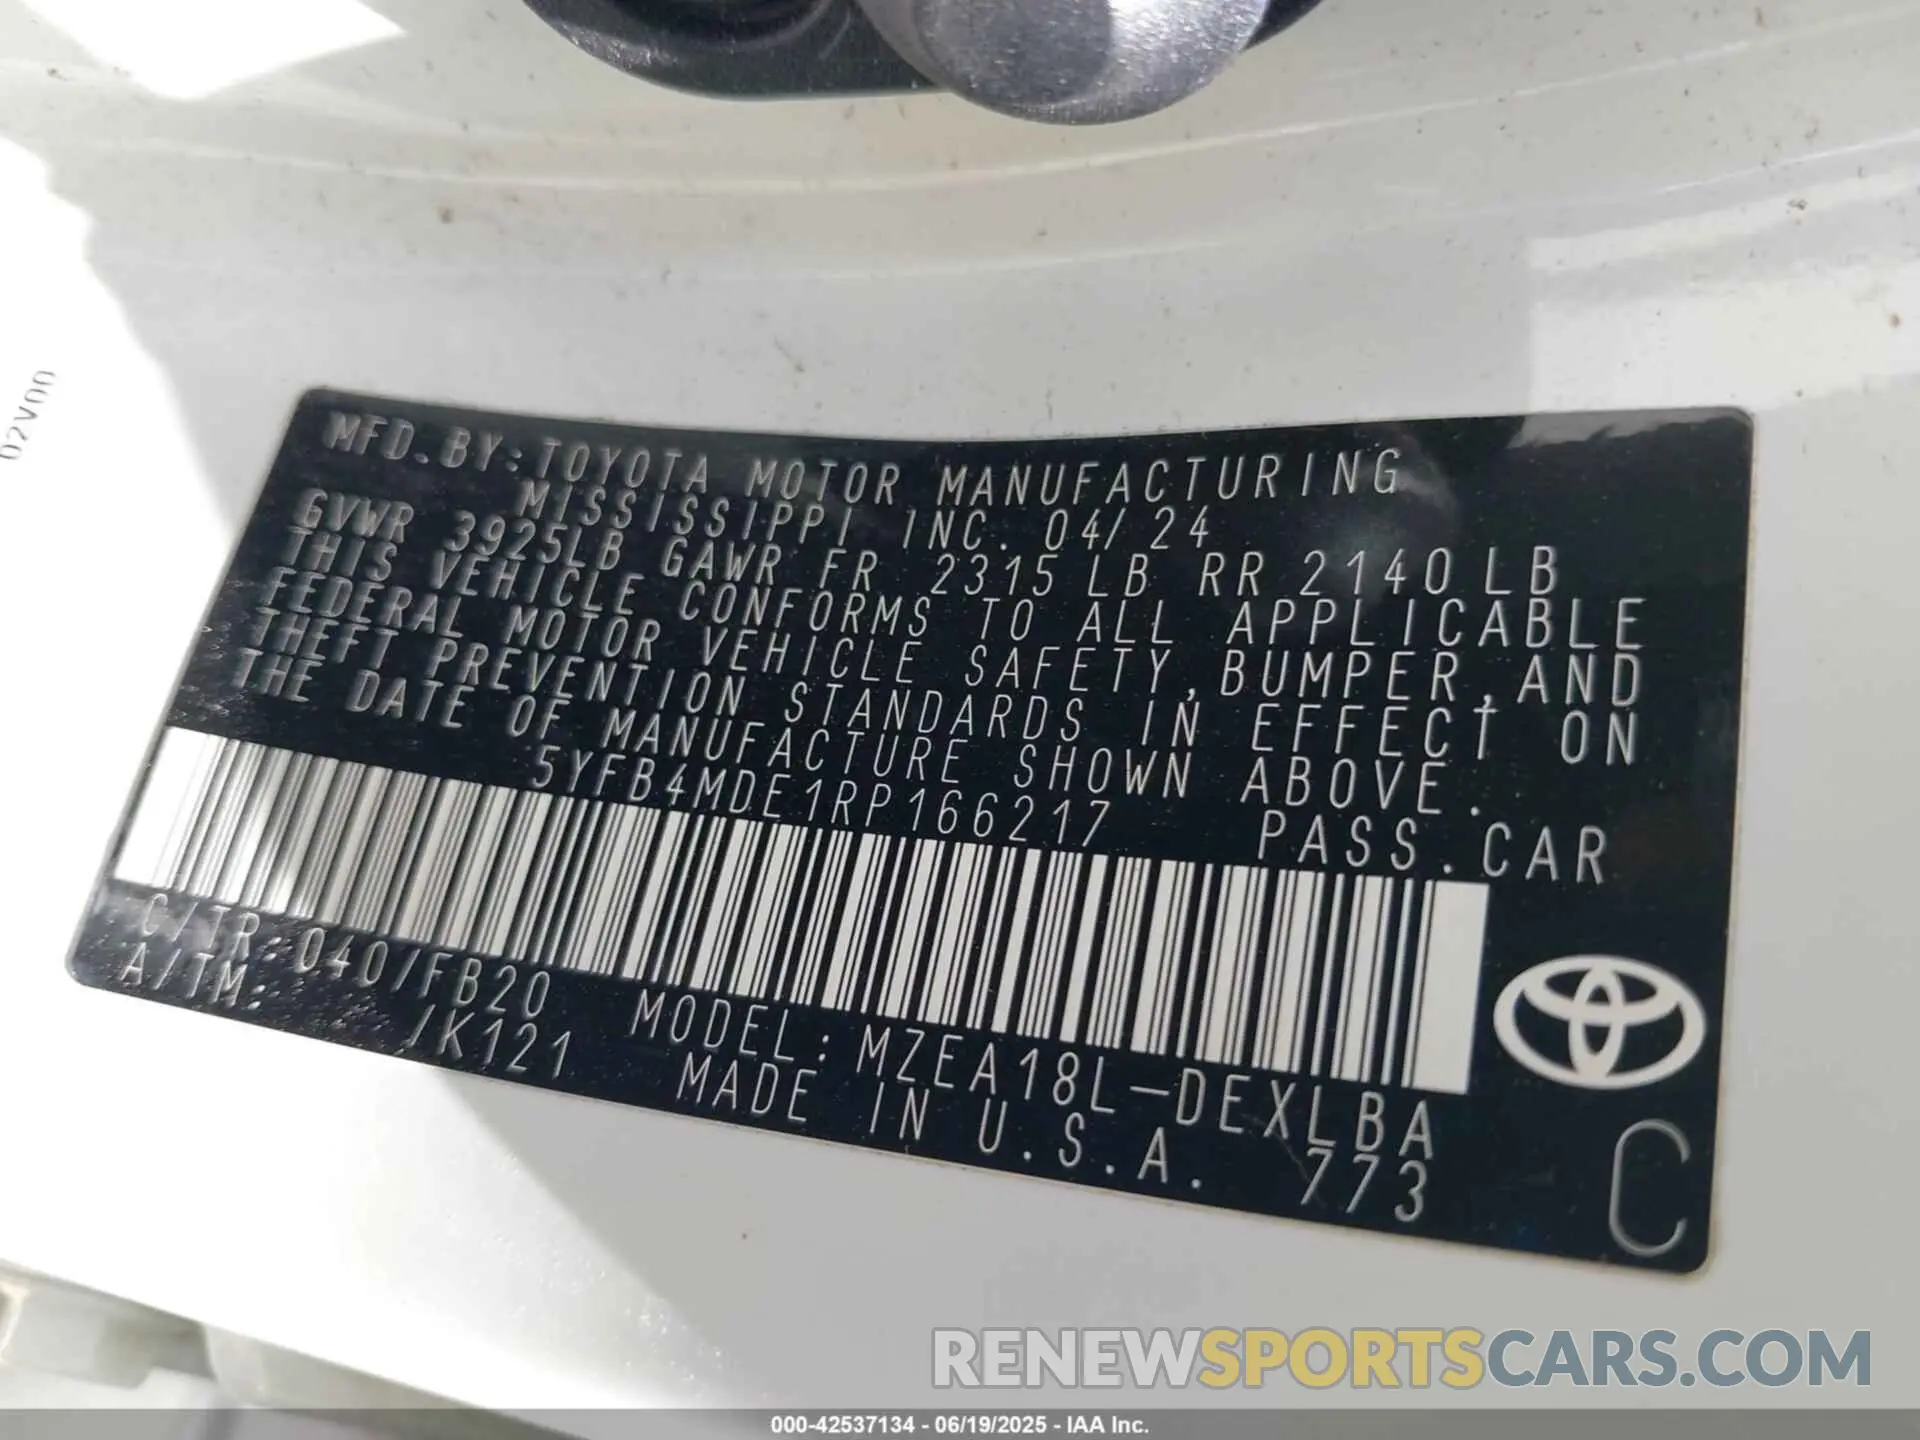 02V00
MFD.BY:TOYOTA MOTOR MANUFACTURING
MISSISSIPPI INC. 04/24
GVWR 3925LB GAWR FR 2315LB RR 2140LB
THIS VEHICLE CONFORMS TO ALL APPLICABLE
FEDERAL MOTOR VEHICLE SAFETY,BUMPER,AND
THEFT PREVENTION STANDARDS IN EFFECT ON
THE DATE OF MANUFACTURE SHOWN ABOVE.
5YFB4MDE1RP166217 PASS.CAR
C/TR:040/FB20 MODEL:MZEA18L-DEXLBA
A/TM: /K121 MADE IN U.S.A. 773
C
RENEWSPORTSCARS.COM
000-42537134 - 06/19/2025 - IAA Inc.